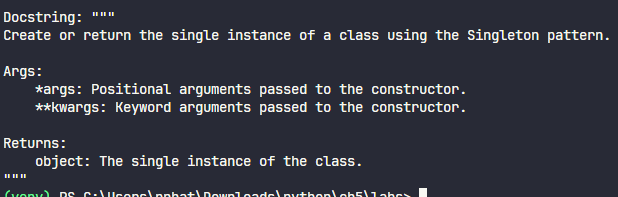 Docstring: """
Create or return the single instance of a class using the Singleton pattern.
Args:
*args: Positional arguments passed to the constructor.
**kwargs: Keyword arguments passed to the constructor.
Returns:
object: The single instance of the class.
"""
(venv) PS C:\Users\nphat\Downloads\python\ch5\labs>